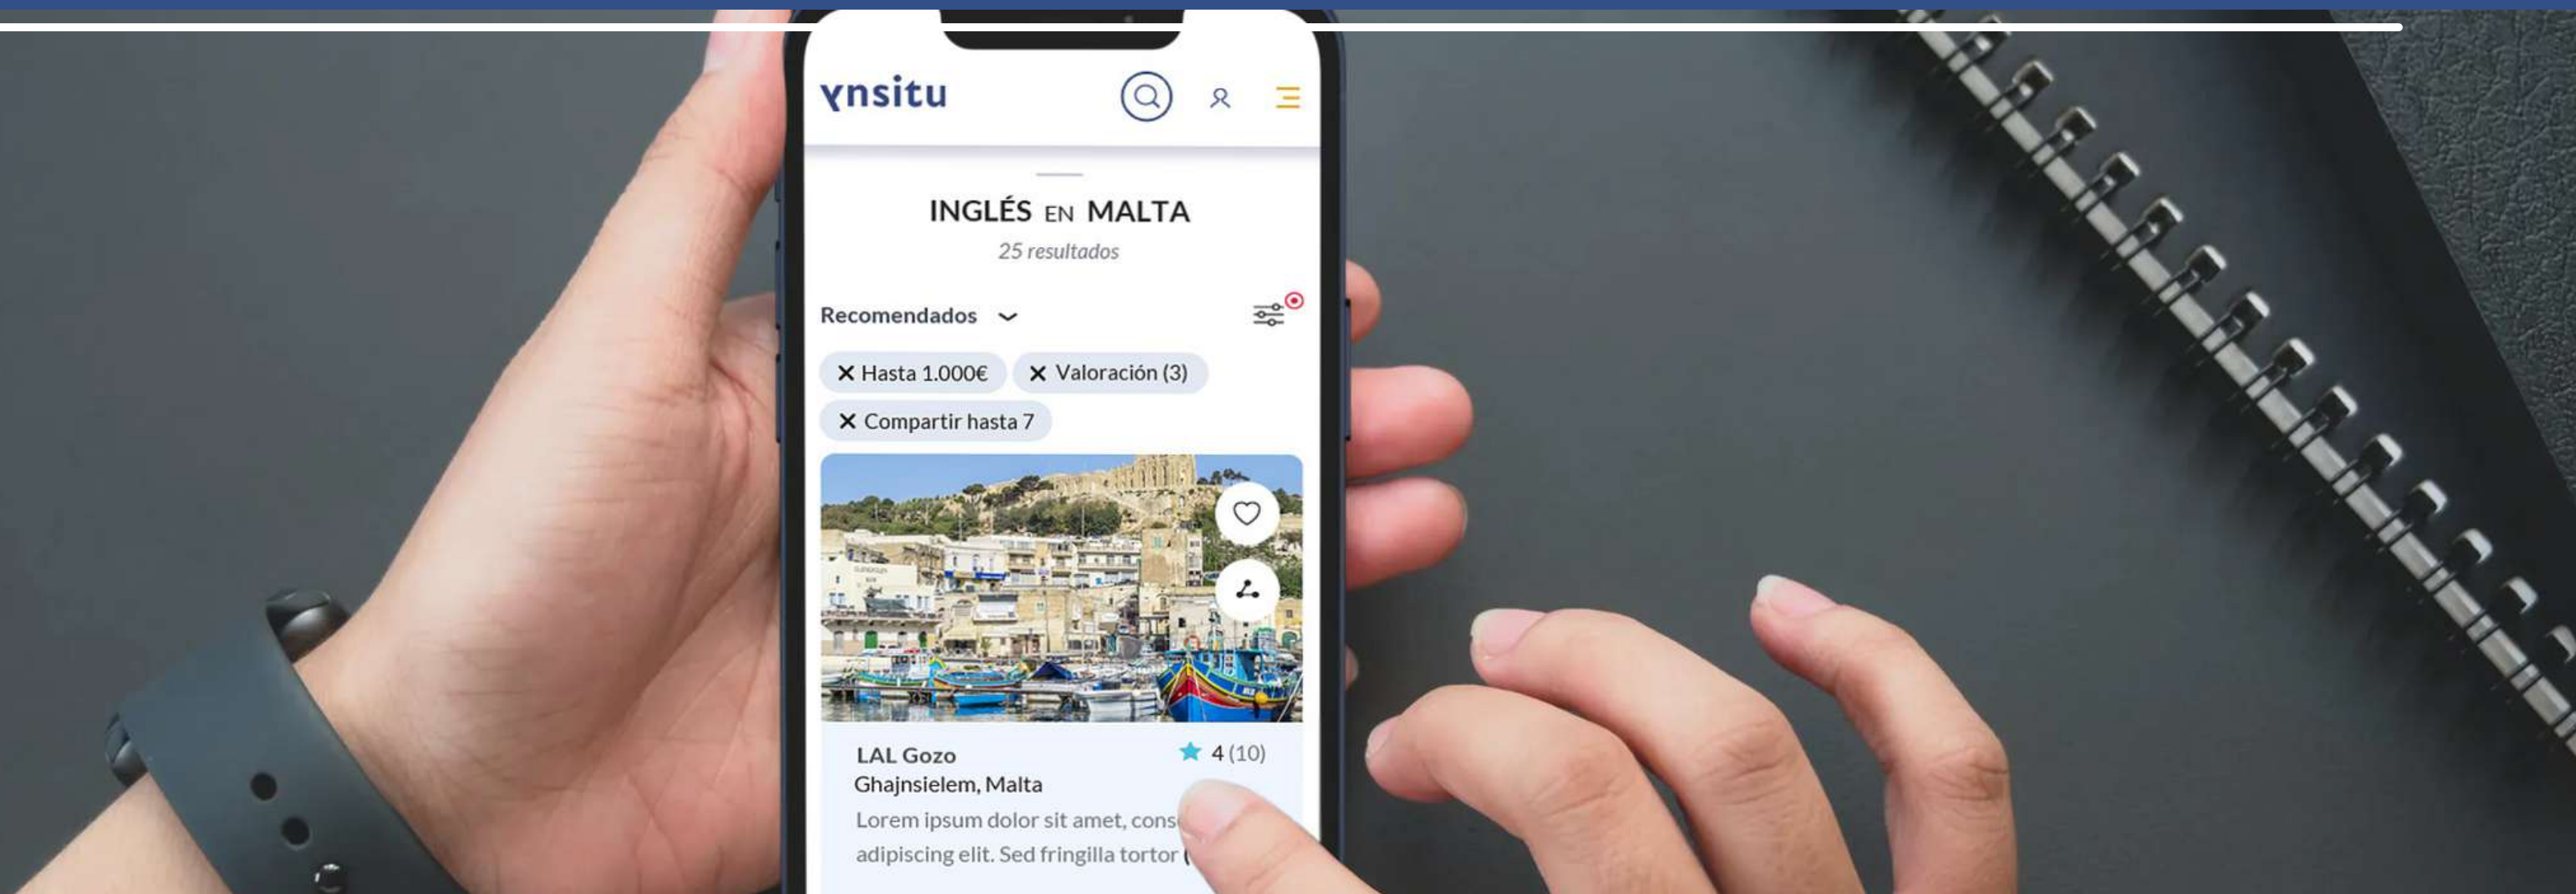 ynsitu
INGLÉS EN MALTA
25 resultados
Recomendados
Hasta 1.000€
Valoración (3)
Compartir hasta 7
LAL Gozo
4 (10)
Ghajnsielem, Malta
Lorem ipsum dolor sit amet,
adipiscing elit. Sed fringilla tortor